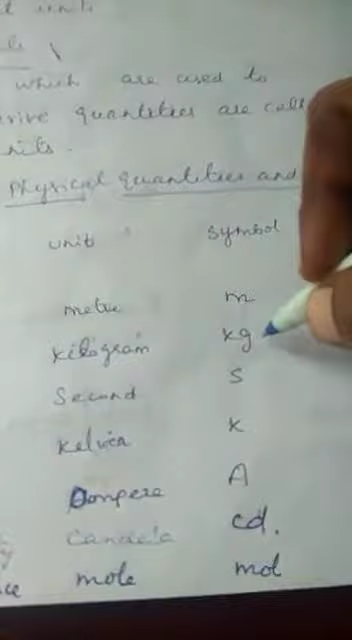 which are used to
quantities are
Physical quantities and
unit symbol
metre m
kilogram kg
Second S
kelvin K
ampere A
Candela cd.
mole mol